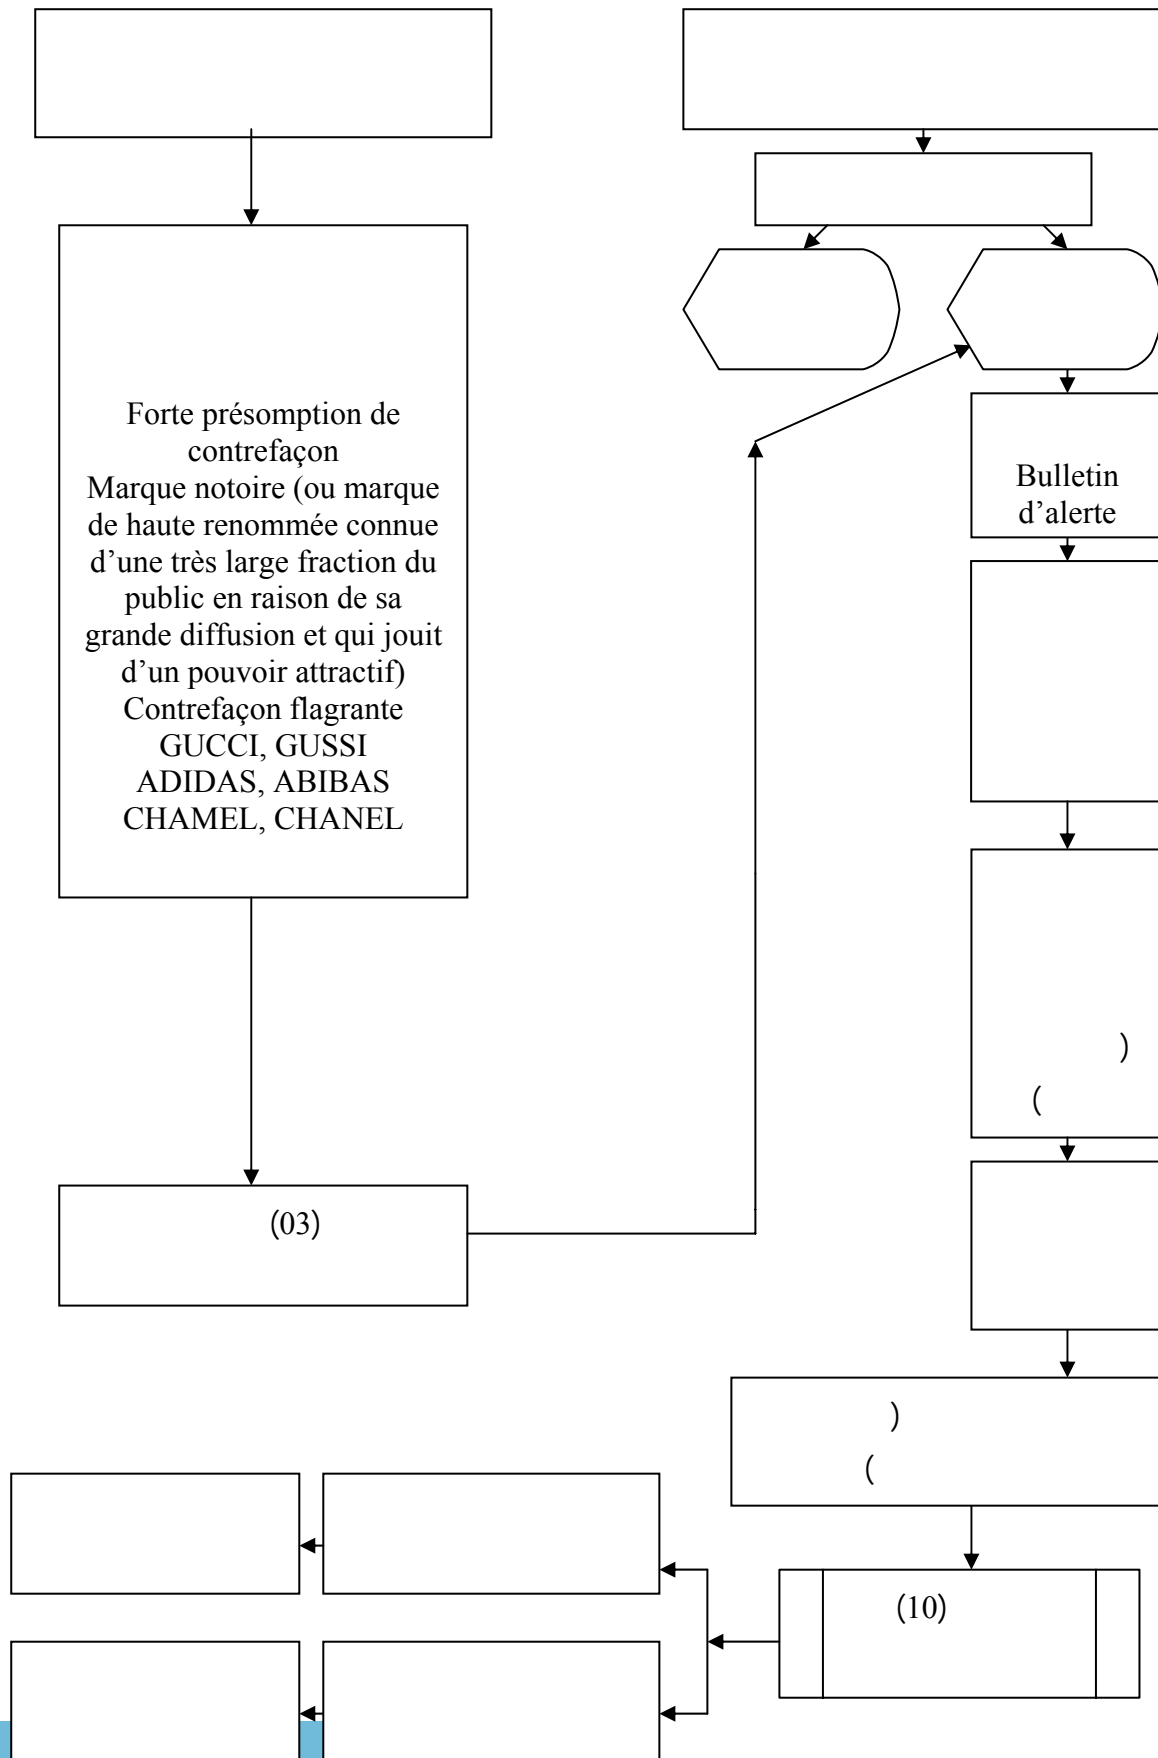 Forte présomption de
contrefaçon
Marque notoire (ou marque
de haute renommée connue
d’une très large fraction du
public en raison de sa
grande diffusion et qui jouit
d’un pouvoir attractif)
Contrefaçon flagrante
GUCCI, GUSSI
ADIDAS, ABIBAS
CHAMEL, CHANEL
(03)
Bulletin
d’alerte
)
(
)
(
(10)